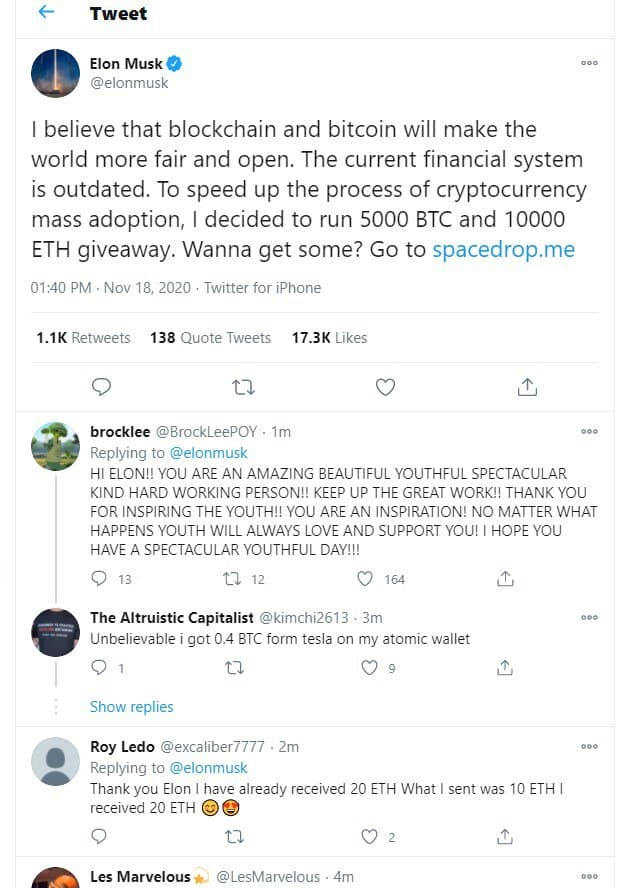 Tweet
Elon Musk
@elonmusk
I believe that blockchain and bitcoin will make the
world more fair and open. The current financial system
is outdated. To speed up the process of cryptocurrency
mass adoption, I decided to run 5000 BTC and 10000
ETH giveaway. Wanna get some? Go to spacedrop.me
01:40 PM · Nov 18, 2020 · Twitter for iPhone
1.1K Retweets 138 Quote Tweets 17.3K Likes
brocklee @BrockLeePOY · 1m
Replying to @elonmusk
HI ELON!! YOU ARE AN AMAZING BEAUTIFUL YOUTHFUL SPECTACULAR
KIND HARD WORKING PERSON!! KEEP UP THE GREAT WORK!! THANK YOU
FOR INSPIRING THE YOUTH!! YOU ARE AN INSPIRATION! NO MATTER WHAT
HAPPENS YOUTH WILL ALWAYS LOVE AND SUPPORT YOU! I HOPE YOU
HAVE A SPECTACULAR YOUTHFUL DAY!!!
13 12 164
The Altruistic Capitalist @kimchi2613 · 3m
Unbelievable i got 0.4 BTC form tesla on my atomic wallet
1 9
Show replies
Roy Ledo @excaliber7777 · 2m
Replying to @elonmusk
Thank you Elon I have already received 20 ETH What I sent was 10 ETH I
received 20 ETH 😊🤩
2
Les Marvelous💫 @LesMarvelous · 4m